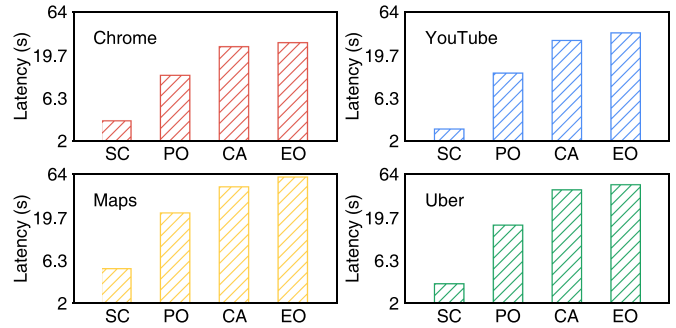 Latency (s)
64
19.7
6.3
2
Chrome
SC PO CA EO
Latency (s)
64
19.7
6.3
2
YouTube
SC PO CA EO
Latency (s)
64
19.7
6.3
2
Maps
SC PO CA EO
Latency (s)
64
19.7
6.3
2
Uber
SC PO CA EO